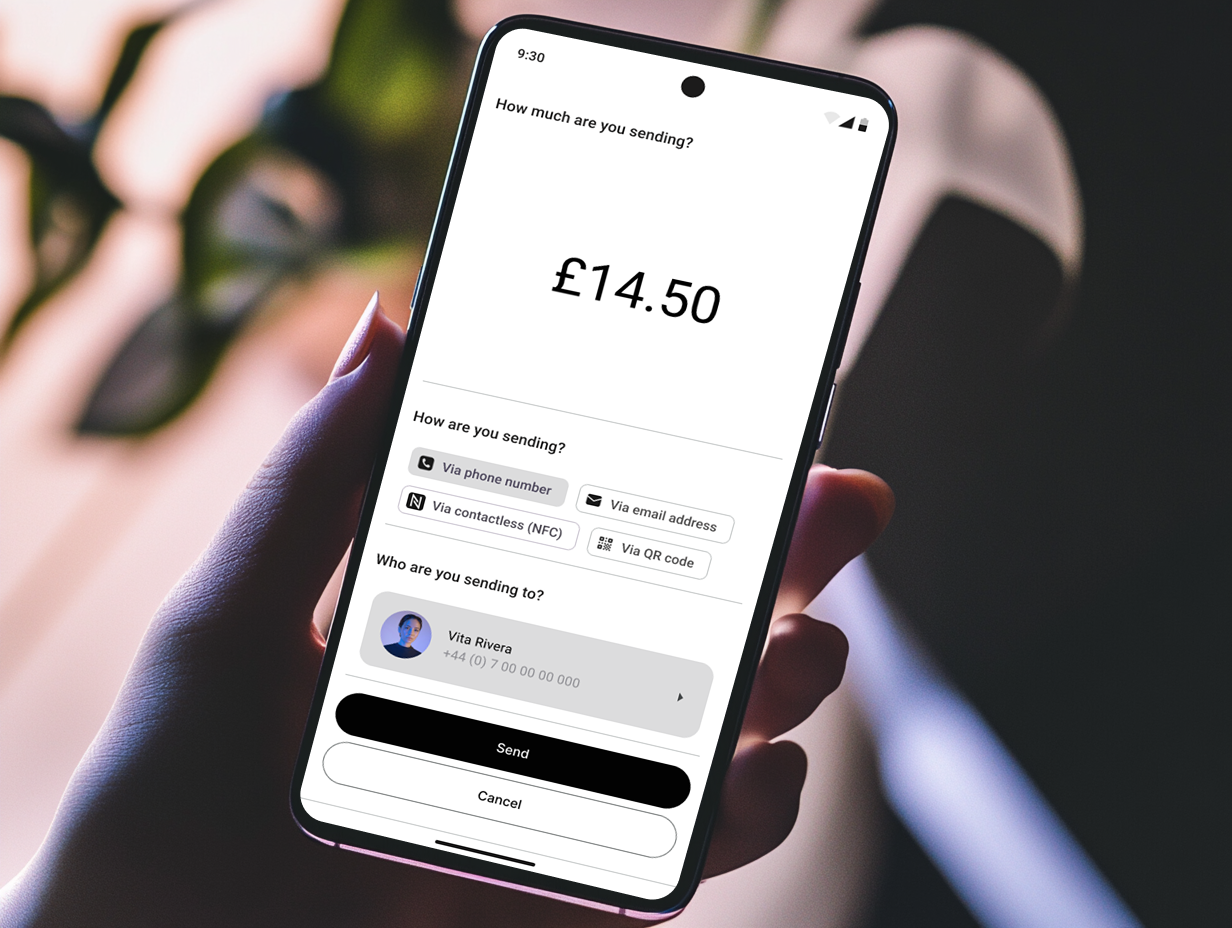 9:30
How much are you sending?
£14.50
How are you sending?
Via phone number
Via email address
Via contactless (NFC)
Via QR code
Who are you sending to?
Vita Rivera
+44 (0) 7 00 00 00 000
Send
Cancel